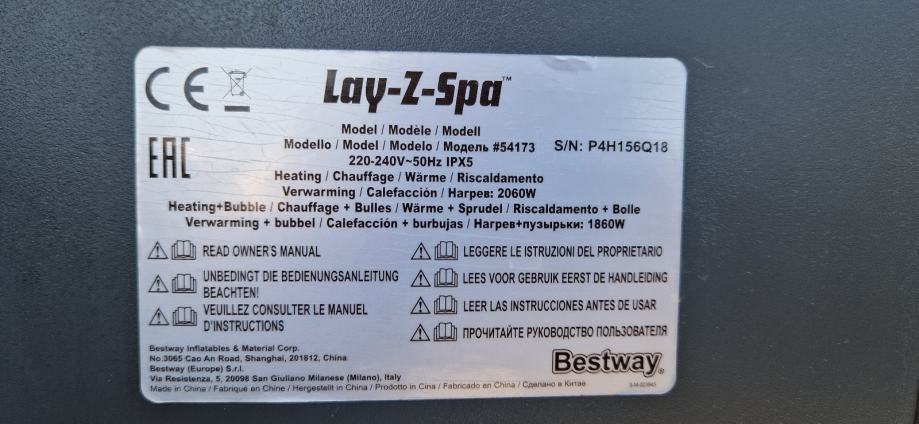 CE
EAC
Lay-Z-Spa™
Model / Modèle / Modell
Modello / Model / Modelo / Модель #54173 S/N: P4H156Q18
220-240V~50Hz IPX5
Heating / Chauffage / Wärme / Riscaldamento
Verwarming / Calefacción / Нагрев: 2060W
Heating+Bubble / Chauffage + Bulles / Wärme + Sprudel / Riscaldamento + Bolle
Verwarming + bubbel / Calefacción + burbujas / Нагрев+пузырьки: 1860W
READ OWNER'S MANUAL
UNBEDINGT DIE BEDIENUNGSANLEITUNG
BEACHTEN!
VEUILLEZ CONSULTER LE MANUEL
D'INSTRUCTIONS
LEGGERE LE ISTRUZIONI DEL PROPRIETARIO
LEES VOOR GEBRUIK EERST DE HANDLEIDING
LEER LAS INSTRUCCIONES ANTES DE USAR
ПРОЧИТАЙТЕ РУКОВОДСТВО ПОЛЬЗОВАТЕЛЯ
Bestway Inflatables & Material Corp.
No.3065 Cao An Road, Shanghai, 201812, China
Bestway (Europe) S.r.l.
Via Resistenza, 5, 20098 San Giuliano Milanese (Milano), Italy
Made in China / Fabriqué en Chine / Hergestellt in China / Prodotto in Cina / Fabricado en China / Сделано в Китае
Bestway®